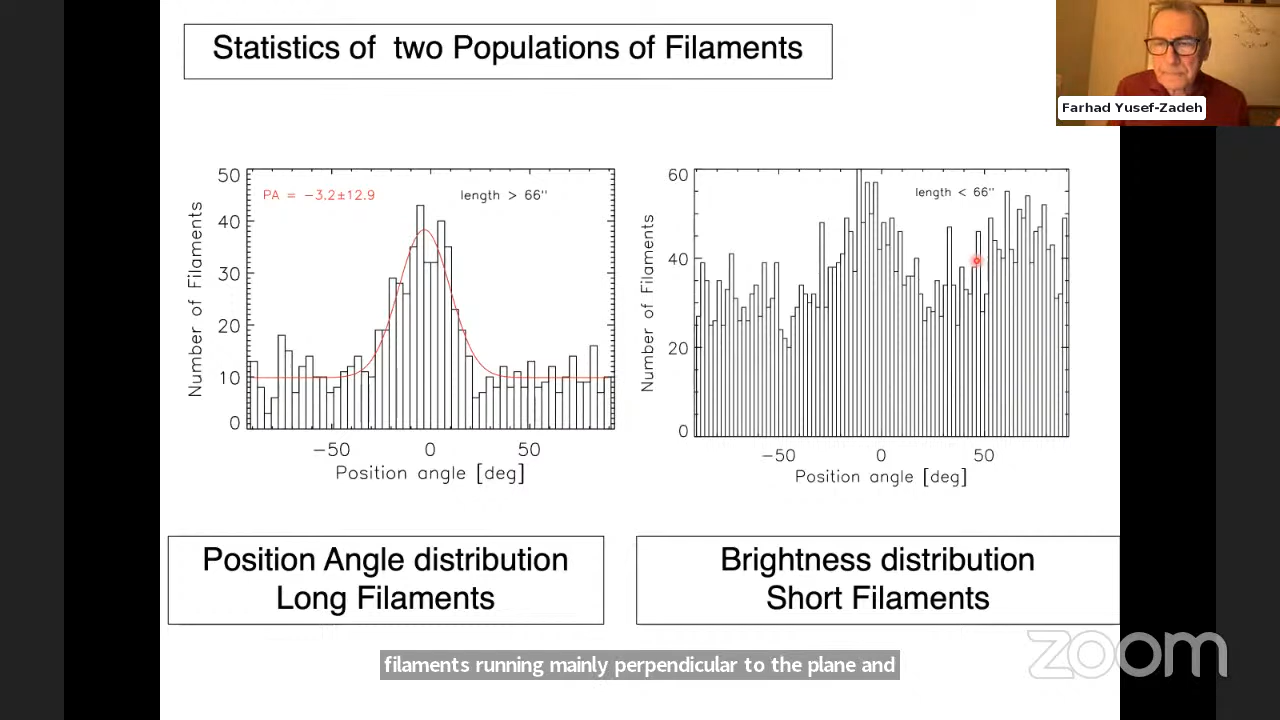 Statistics of two Populations of Filaments
Farhad Yusef-Zadeh
50
40
30
20
10
0
Number of Filaments
PA = −3.2±12.9
length > 66"
−50
0
50
Position angle [deg]
60
40
20
0
Number of Filaments
length < 66"
−50
0
50
Position angle [deg]
Position Angle distribution
Long Filaments
Brightness distribution
Short Filaments
filaments running mainly perpendicular to the plane and
zoom